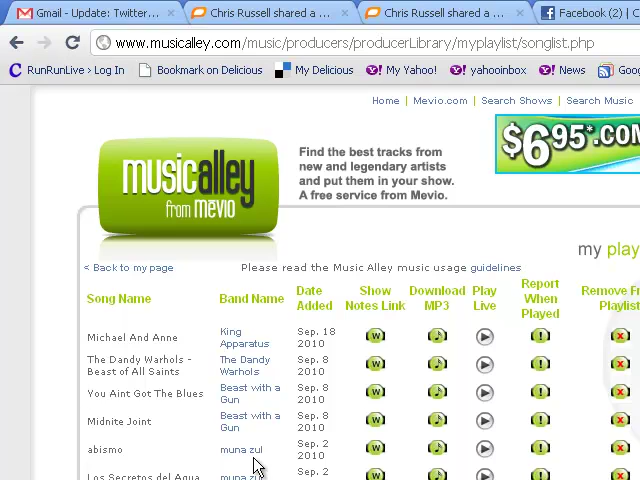 Gmail - Update: Twitter...
Chris Russell shared a ...
Chris Russell shared a ...
Facebook (2) | C
www.musicalley.com/music/producers/producerLibrary/myplaylist/songlist.php
RunRunLive › Log In
Bookmark on Delicious
My Delicious
My Yahoo!
yahooinbox
News
Goog
Home | Mevio.com | Search Shows | Search Music
$6.95*.COM
musicalley
from mevio
Find the best tracks from
new and legendary artists
and put them in your show.
A free service from Mevio.
my play
< Back to my page
Please read the Music Alley music usage guidelines
Song Name Band Name Date Added Show Notes Link Download MP3 Play Live Report When Played Remove Fr Playlist
Michael And Anne King Apparatus Sep. 18 2010
The Dandy Warhols - Beast of All Saints The Dandy Warhols Sep. 8 2010
You Aint Got The Blues Beast with a Gun Sep. 8 2010
Midnite Joint Beast with a Gun Sep. 8 2010
abismo muna zul Sep. 2 2010
Los Secretos del Agua muna zul Sep. 2